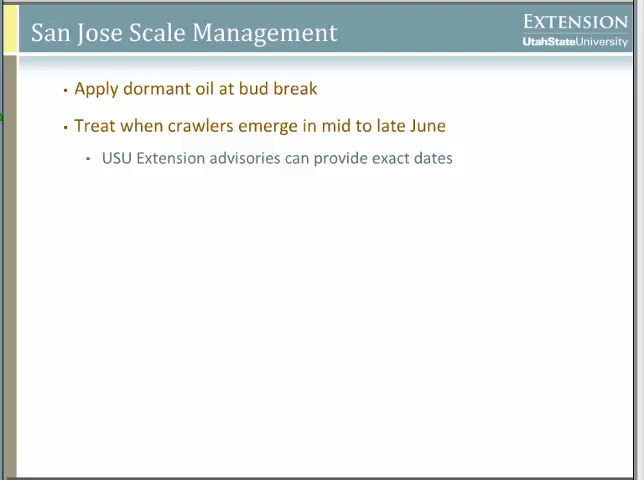 San Jose Scale Management
EXTENSION
UtahStateUniversity
Apply dormant oil at bud break
Treat when crawlers emerge in mid to late June
USU Extension advisories can provide exact dates